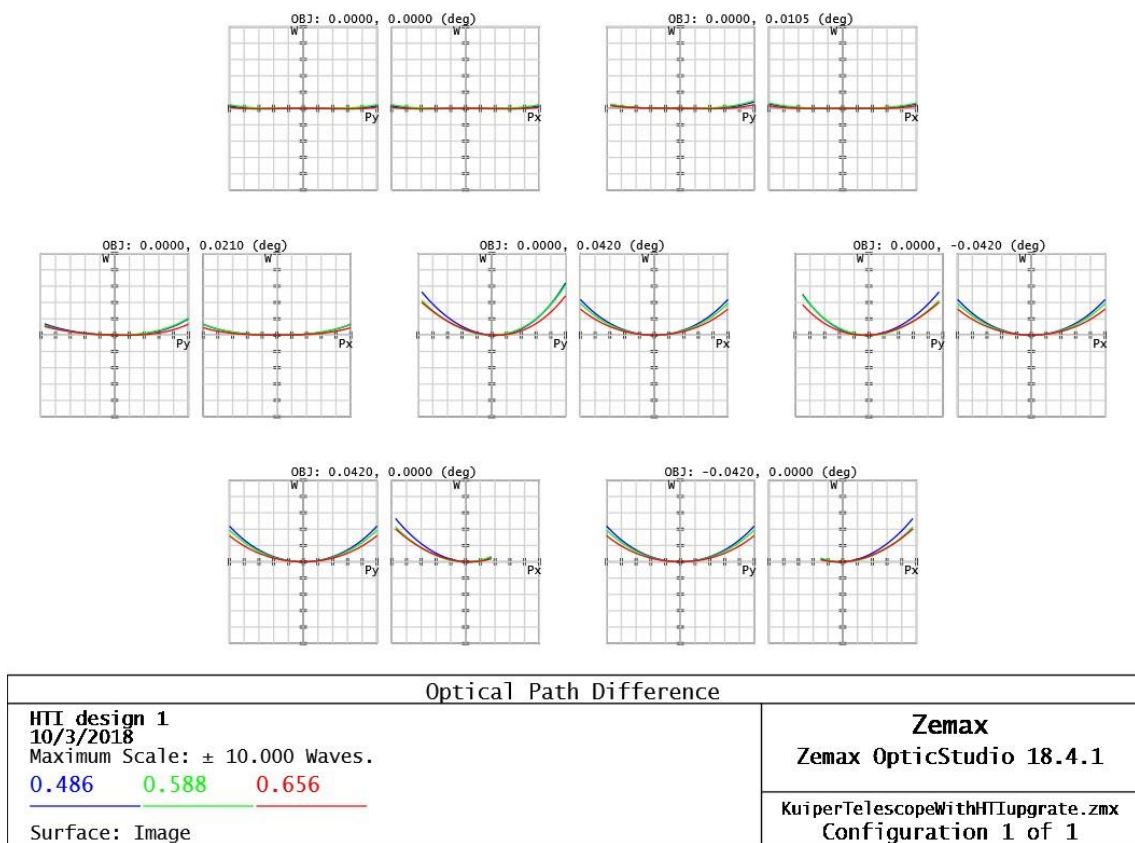 OBJ: 0.0000, 0.0000 (deg)
OBJ: 0.0000, 0.0105 (deg)
W
W
W
W
Py
Px
Py
Px
OBJ: 0.0000, 0.0210 (deg)
OBJ: 0.0000, 0.0420 (deg)
OBJ: 0.0000, -0.0420 (deg)
W
W
W
W
W
W
Py
Px
Py
Px
Py
Px
OBJ: 0.0420, 0.0000 (deg)
OBJ: -0.0420, 0.0000 (deg)
W
W
W
W
Py
Px
Py
Px
Optical Path Difference
HTI design 1
10/3/2018
Maximum Scale: ± 10.000 Waves.
0.486 0.588 0.656
Surface: Image
Zemax
Zemax OpticStudio 18.4.1
KuiperTelescopeWithHTIupgrate.zmx
Configuration 1 of 1